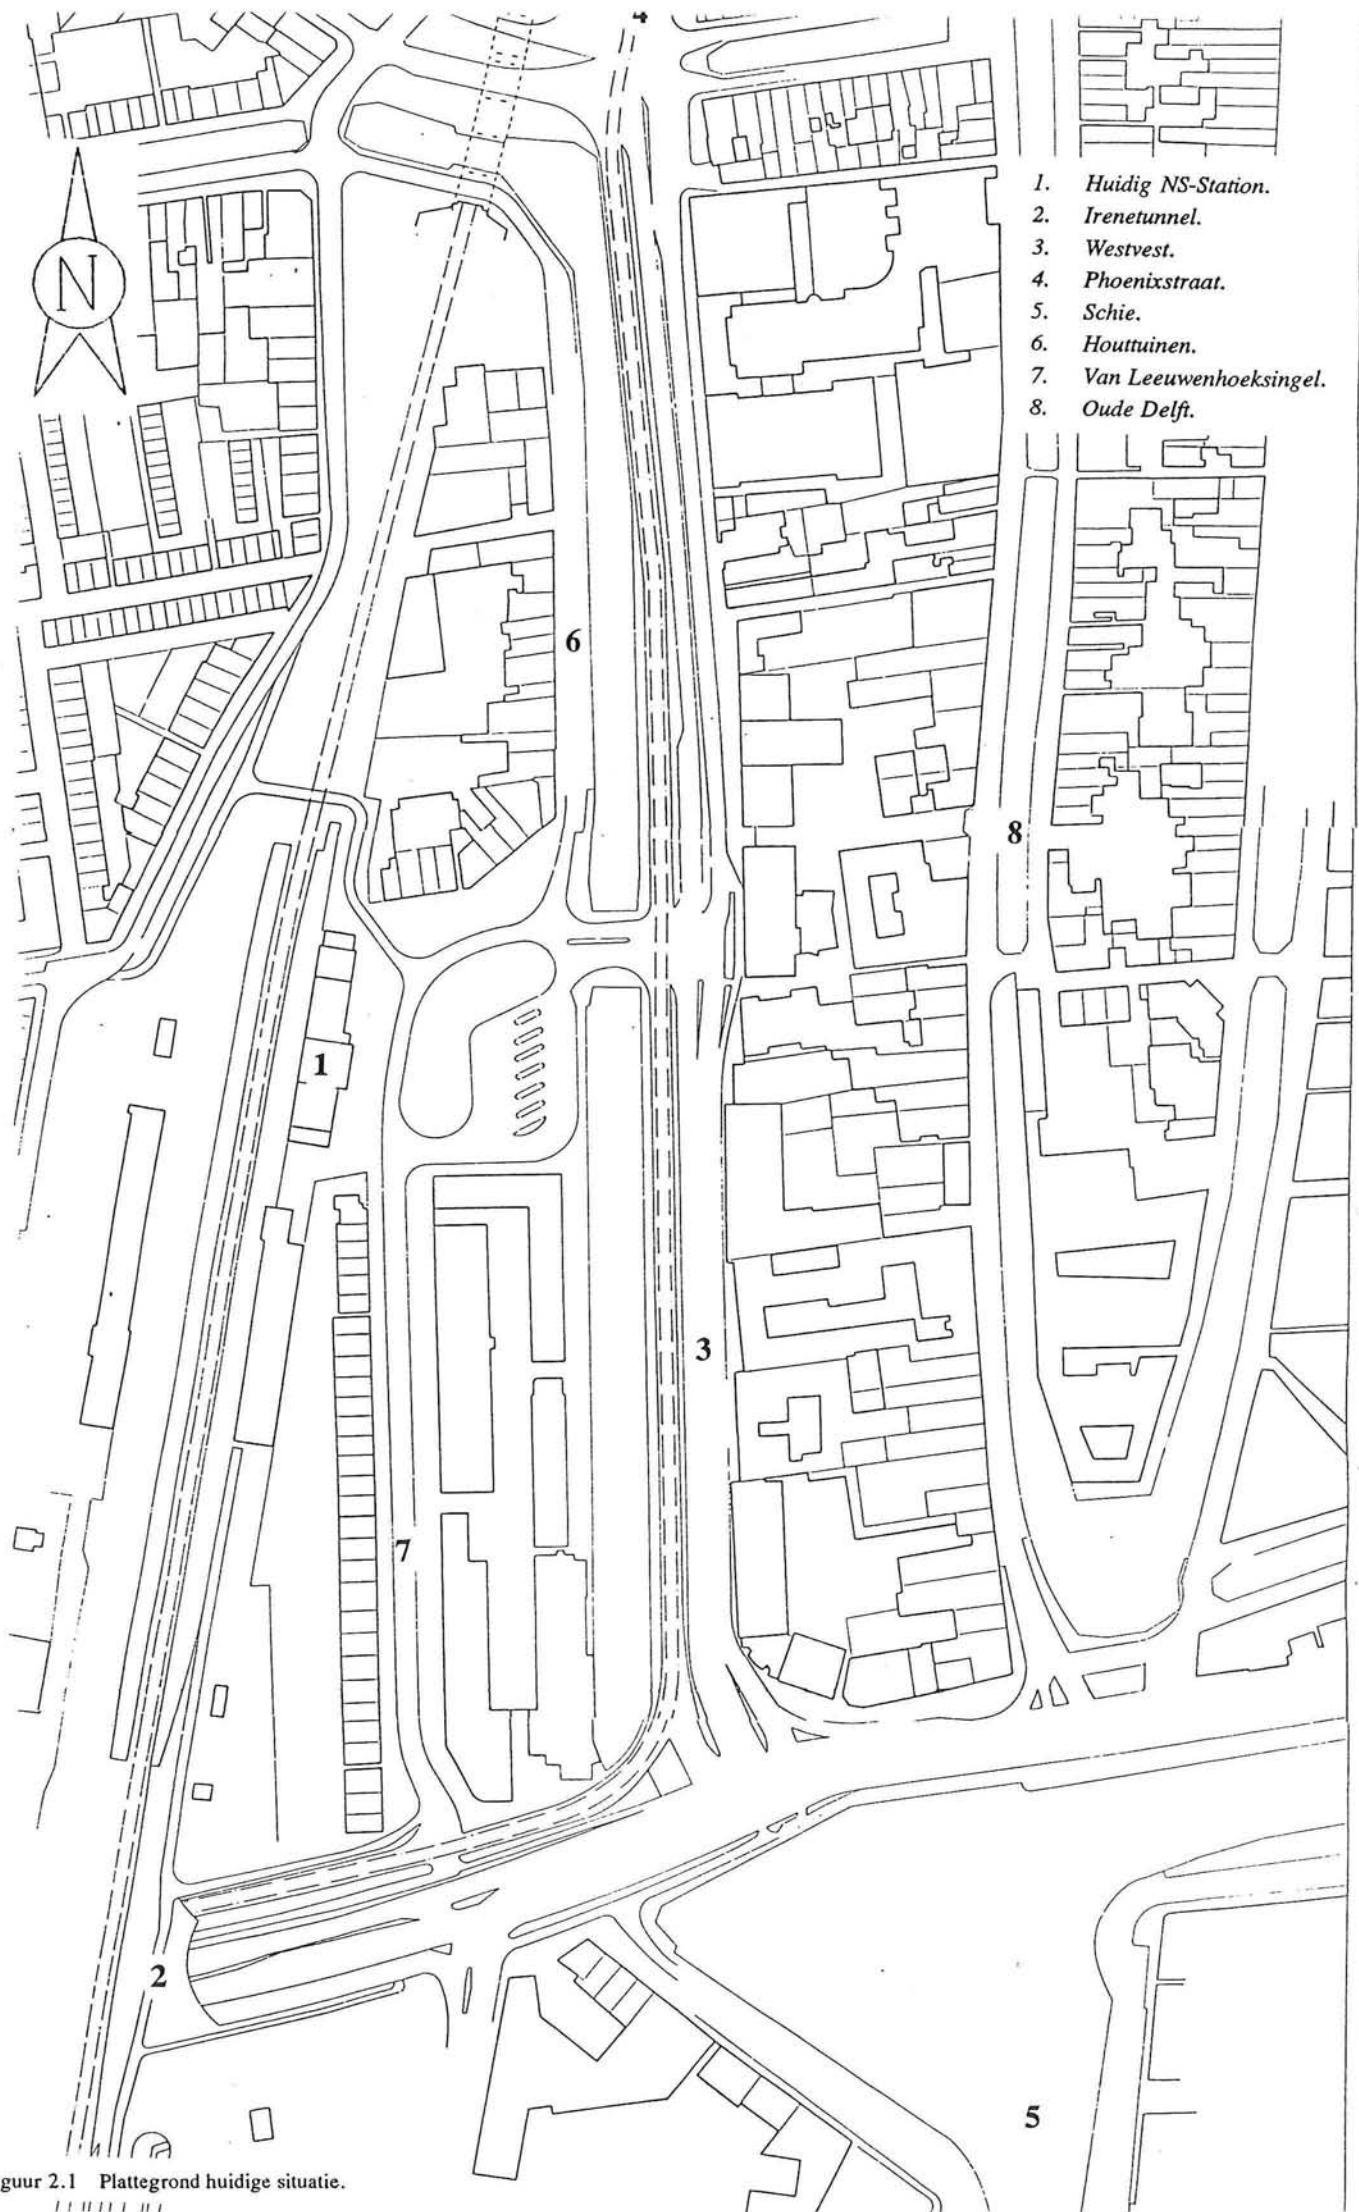 4
N
1. Huidig NS-Station.
2. Irenetunnel.
3. Westvest.
4. Phoenixstraat.
5. Schie.
6. Houttuinen.
7. Van Leeuwenhoeksingel.
8. Oude Delft.
6
8
1
3
7
2
5
guur 2.1 Plattegrond huidige situatie.